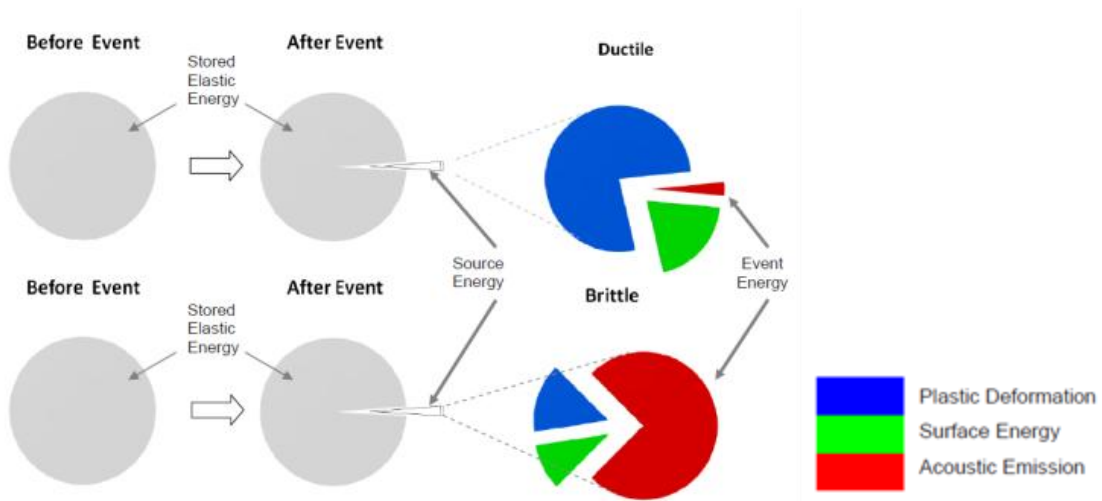 Before Event
After Event
Ductile
Stored
Elastic
Energy
Source
Energy
Event
Energy
Before Event
After Event
Brittle
Stored
Elastic
Energy
Plastic Deformation
Surface Energy
Acoustic Emission